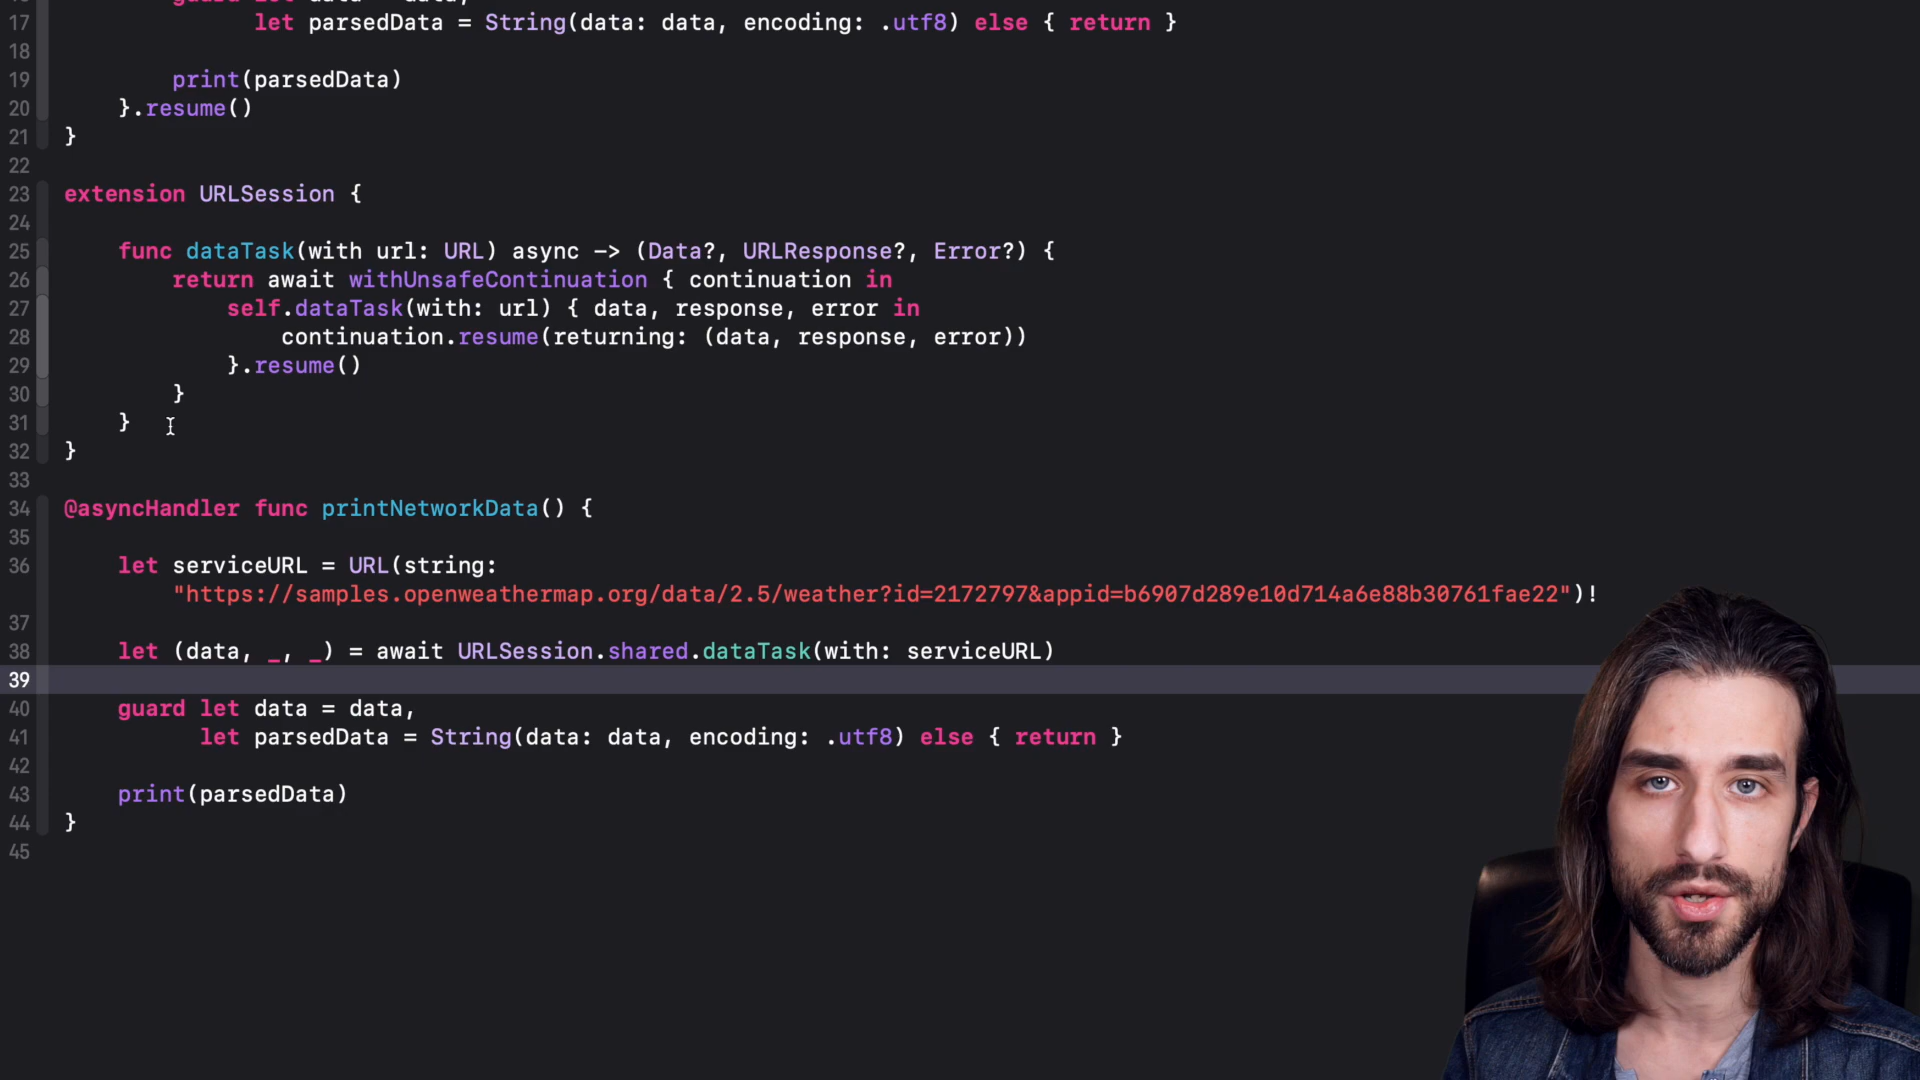 17 let parsedData = String(data: data, encoding: .utf8) else { return }
18
19 print(parsedData)
20 }.resume()
21 }
22
23 extension URLSession {
24
25 func dataTask(with url: URL) async -> (Data?, URLResponse?, Error?) {
26 return await withUnsafeContinuation { continuation in
27 self.dataTask(with: url) { data, response, error in
28 continuation.resume(returning: (data, response, error))
29 }.resume()
30 }
31 }
32 }
33
34 @asyncHandler func printNetworkData() {
35
36 let serviceURL = URL(string:
"https://samples.openweathermap.org/data/2.5/weather?id=2172797&appid=b6907d289e10d714a6e88b30761fae22")!
37
38 let (data, _, _) = await URLSession.shared.dataTask(with: serviceURL)
39
40 guard let data = data,
41 let parsedData = String(data: data, encoding: .utf8) else { return }
42
43 print(parsedData)
44 }
45